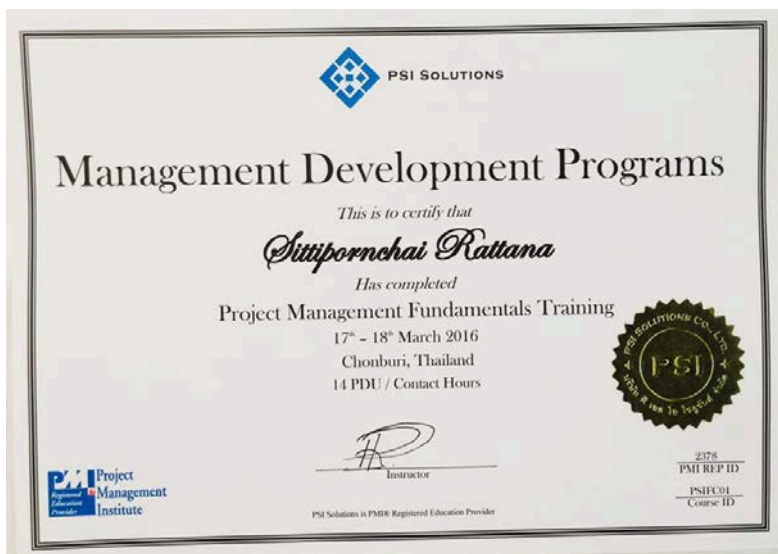 PSI SOLUTIONS
Management Development Programs
This is to certify that
Sittipornchai Rattana
Has completed
Project Management Fundamentals Training
17th – 18th March 2016
Chonburi, Thailand
14 PDU / Contact Hours
PSI SOLUTIONS CO., LTD.
PSI
Instructor
PMI Project
Management
Institute
Registered
Education
Provider
2378
PMI REP ID
PSIFC01
Course ID
PSI Solutions is PMI® Registered Education Provider